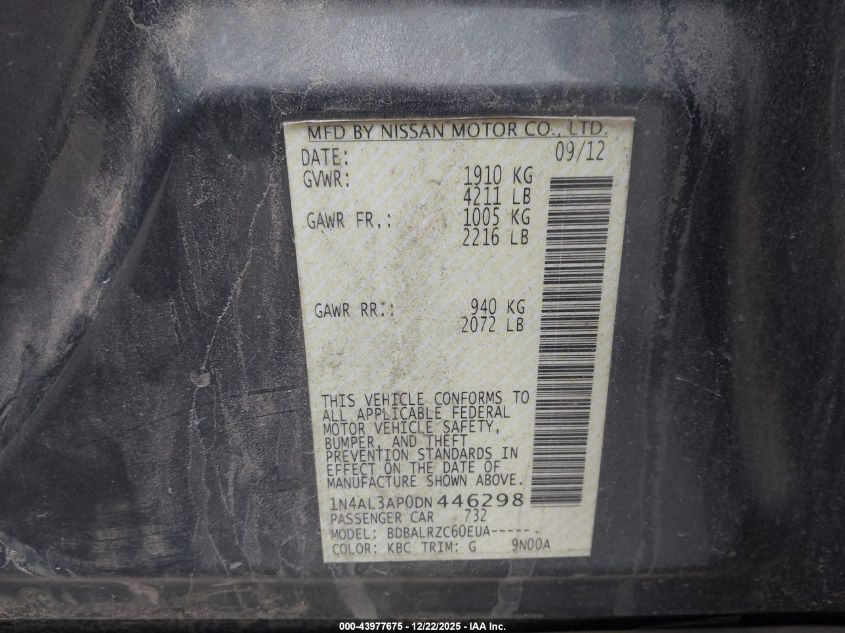 MFD BY NISSAN MOTOR CO., LTD.
DATE: 09/12
GVWR: 1910 KG
4211 LB
GAWR FR.: 1005 KG
2216 LB
GAWR RR: 940 KG
2072 LB
THIS VEHICLE CONFORMS TO
ALL APPLICABLE FEDERAL
MOTOR VEHICLE SAFETY,
BUMPER, AND THEFT
PREVENTION STANDARDS IN
EFFECT ON THE DATE OF
MANUFACTURE SHOWN ABOVE.
1N4AL3AP0DN446298
PASSENGER CAR 732
MODEL: BDBALRZC60EUA-----
COLOR: KBC TRIM: G 9N00A
000-43977675 • 12/22/2025 • IAA Inc.